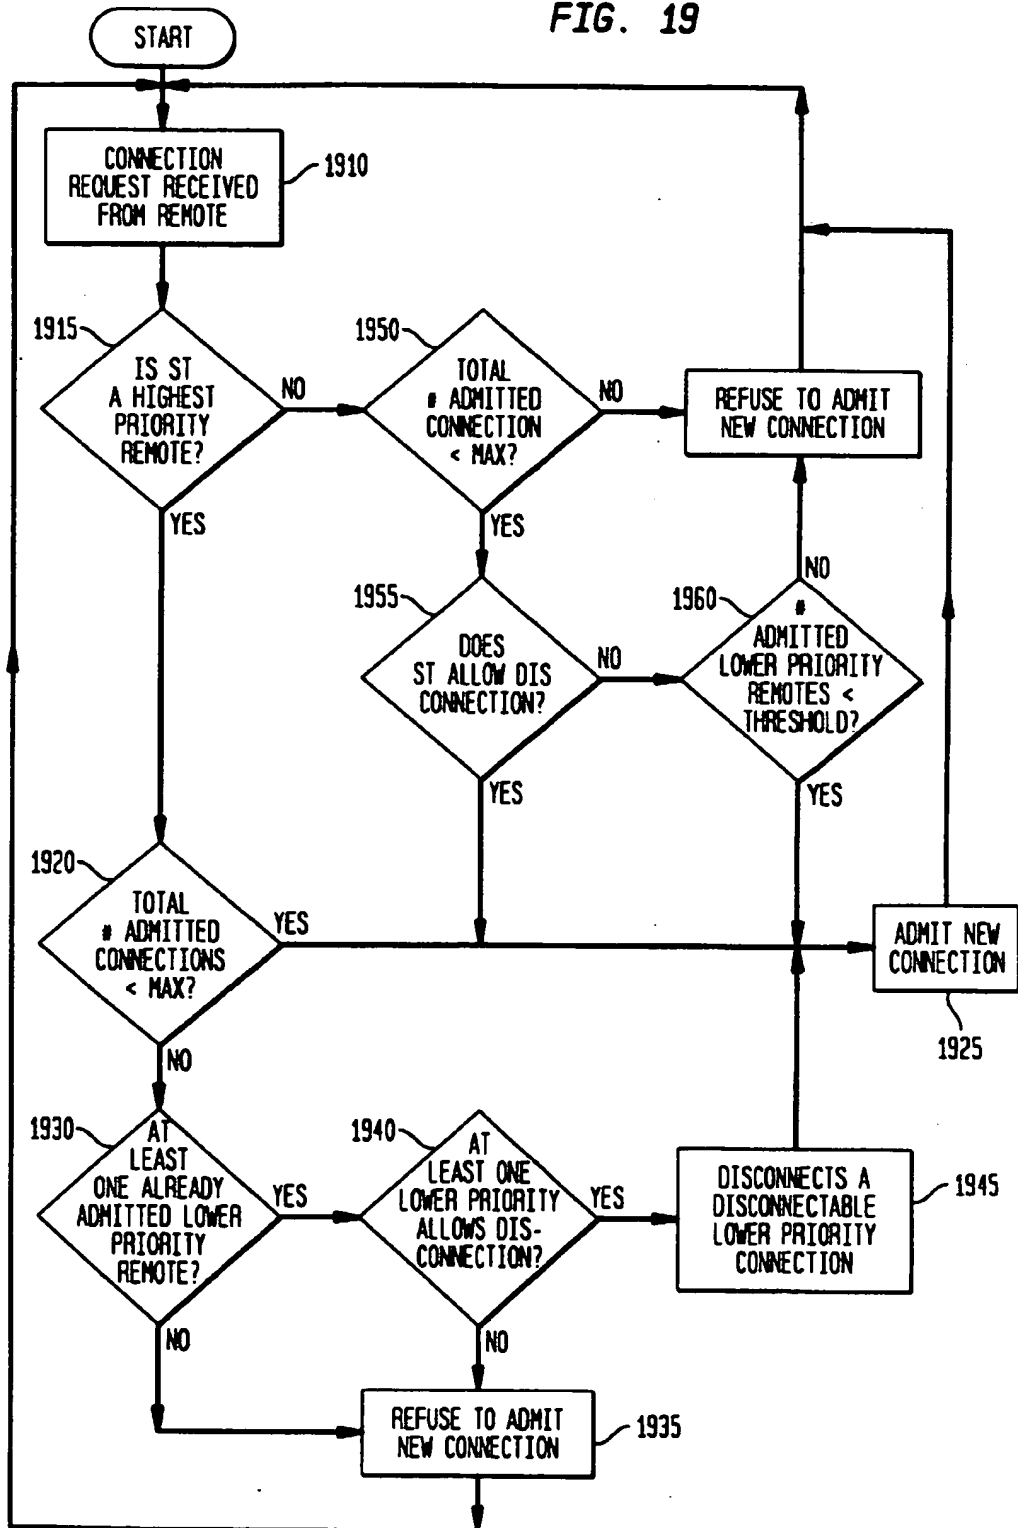 FIG. 19
START
CONNECTION
REQUEST RECEIVED
FROM REMOTE
1910
1915
IS ST
A HIGHEST
PRIORITY
REMOTE?
NO
YES
1950
TOTAL
# ADMITTED
CONNECTION
< MAX?
NO
YES
REFUSE TO ADMIT
NEW CONNECTION
1955
DOES
ST ALLOW DIS
CONNECTION?
NO
YES
1960
NO
#
ADMITTED
LOWER PRIORITY
REMOTES <
THRESHOLD?
YES
1920
TOTAL
# ADMITTED
CONNECTIONS
< MAX?
YES
NO
ADMIT NEW
CONNECTION
1925
1930
AT
LEAST
ONE ALREADY
ADMITTED LOWER
PRIORITY
REMOTE?
YES
NO
1940
AT
LEAST ONE
LOWER PRIORITY
ALLOWS DIS-
CONNECTION?
YES
NO
DISCONNECTS A
DISCONNECTABLE
LOWER PRIORITY
CONNECTION
1945
REFUSE TO ADMIT
NEW CONNECTION
1935